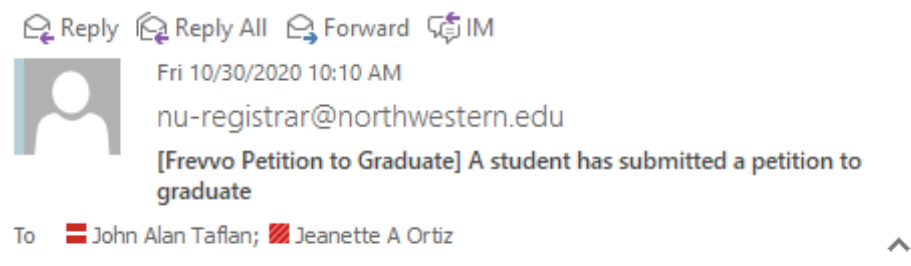 Reply Reply All Forward IM
Fri 10/30/2020 10:10 AM
nu-registrar@northwestern.edu
[Frevvo Petition to Graduate] A student has submitted a petition to
graduate
To John Alan Taflan; Jeanette A Ortiz